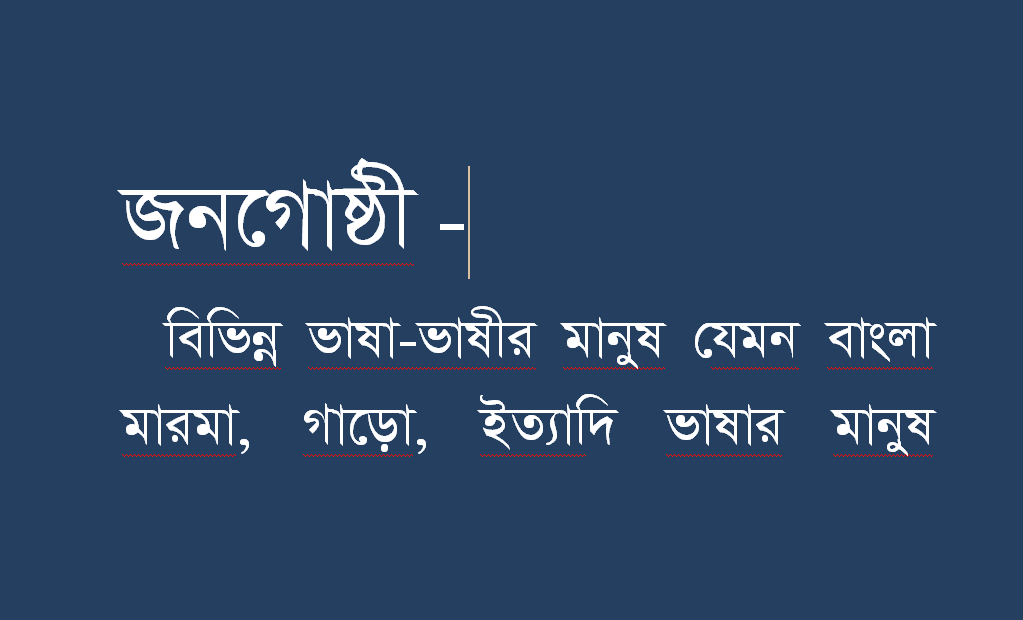 জনগোষ্ঠী -
বিভিন্ন ভাষা-ভাষীর মানুষ যেমন বাংলা
মারমা, গাড়ো, ইত্যাদি ভাষার মানুষ